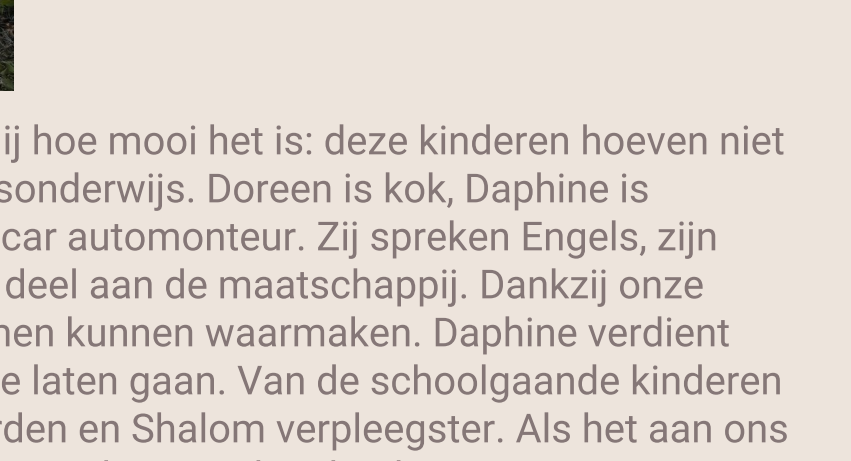 ij hoe mooi het is: deze kinderen hoeven niet
sonderwijs. Doreen is kok, Daphine is
car automonteur. Zij spreken Engels, zijn
deel aan de maatschappij. Dankzij onze
nen kunnen waarmaken. Daphine verdient
e laten gaan. Van de schoolgaande kinderen
rden en Shalom verpleegster. Als het aan ons